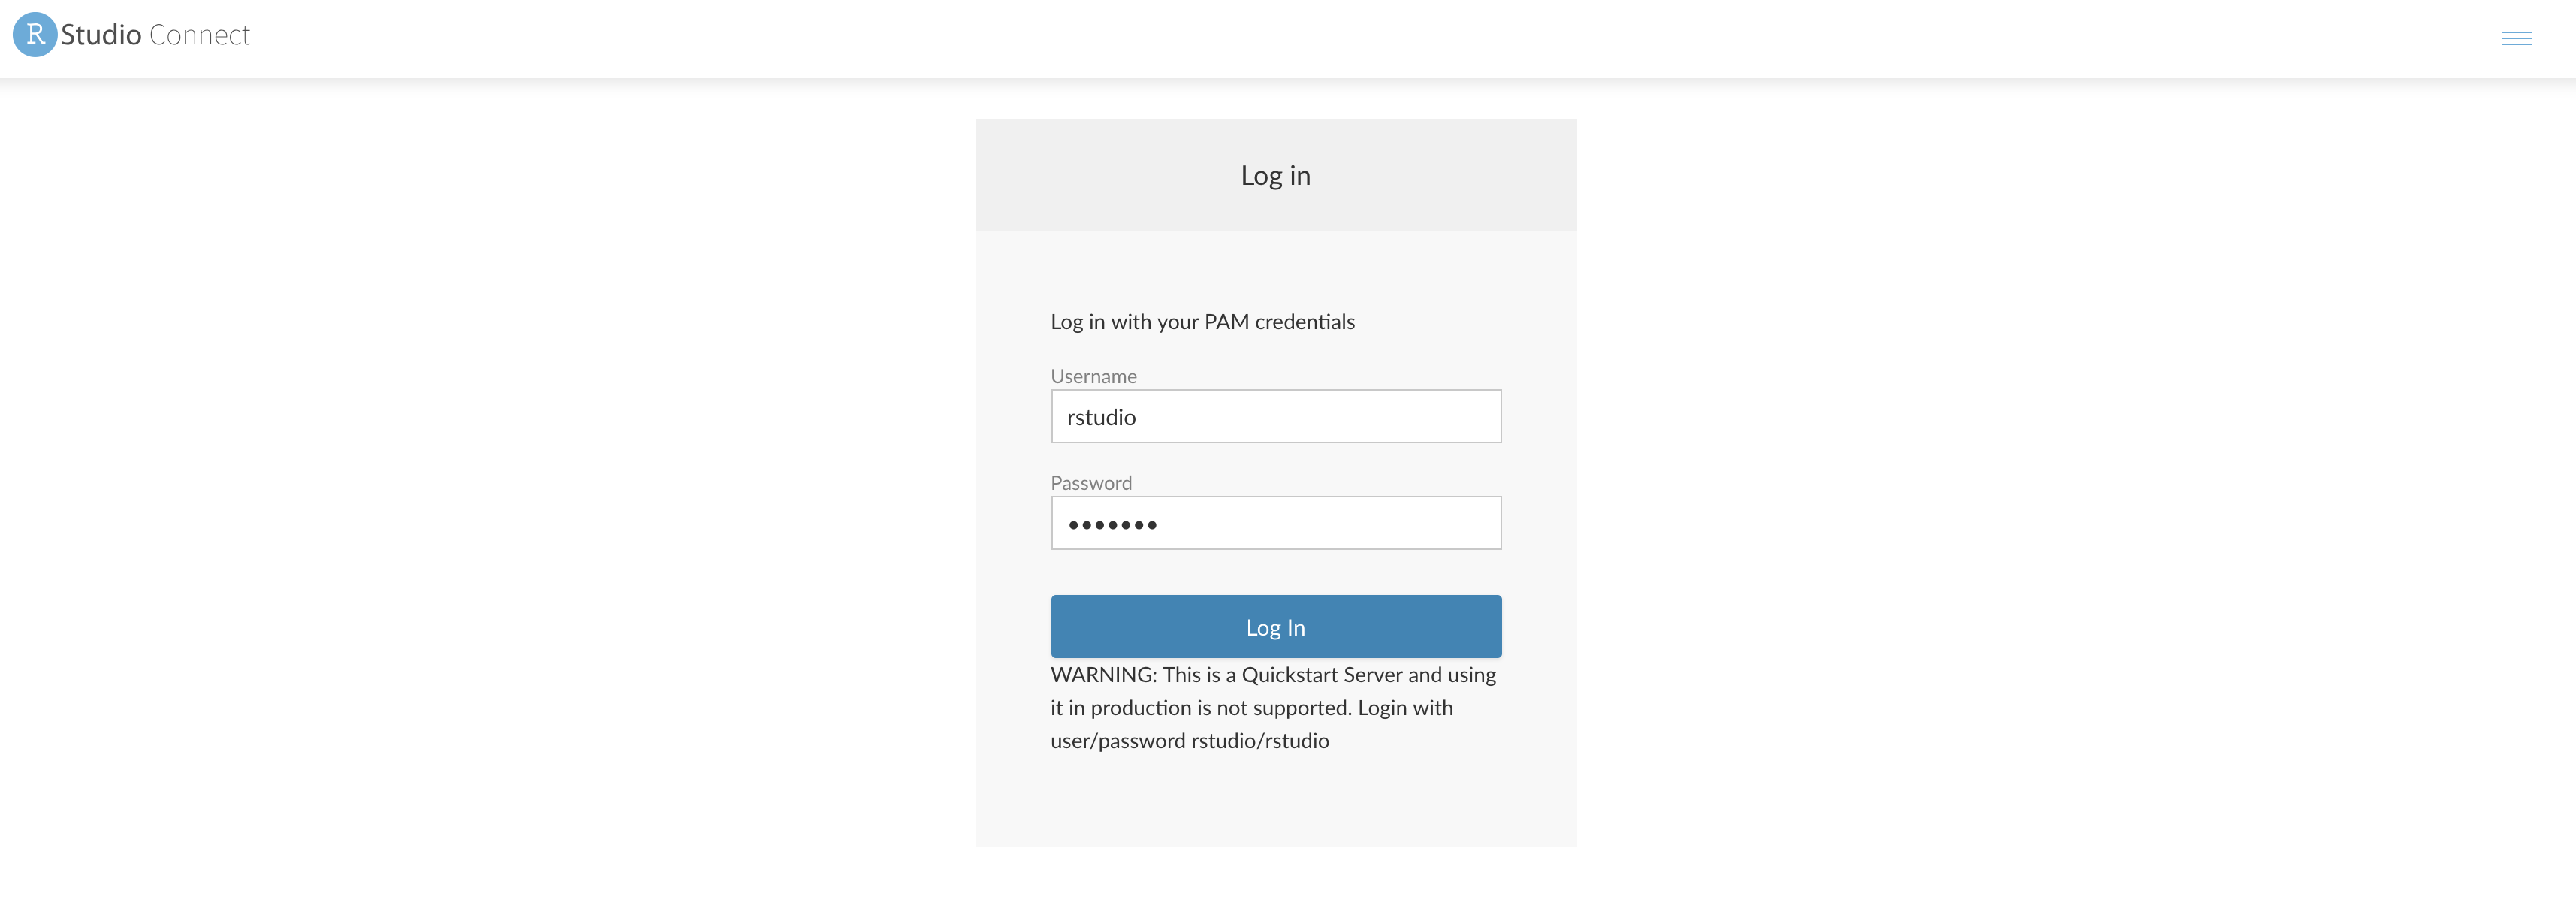 R Studio Connect
Log in
Log in with your PAM credentials
Username
rstudio
Password
•••••••
Log In
WARNING: This is a Quickstart Server and using
it in production is not supported. Login with
user/password rstudio/rstudio